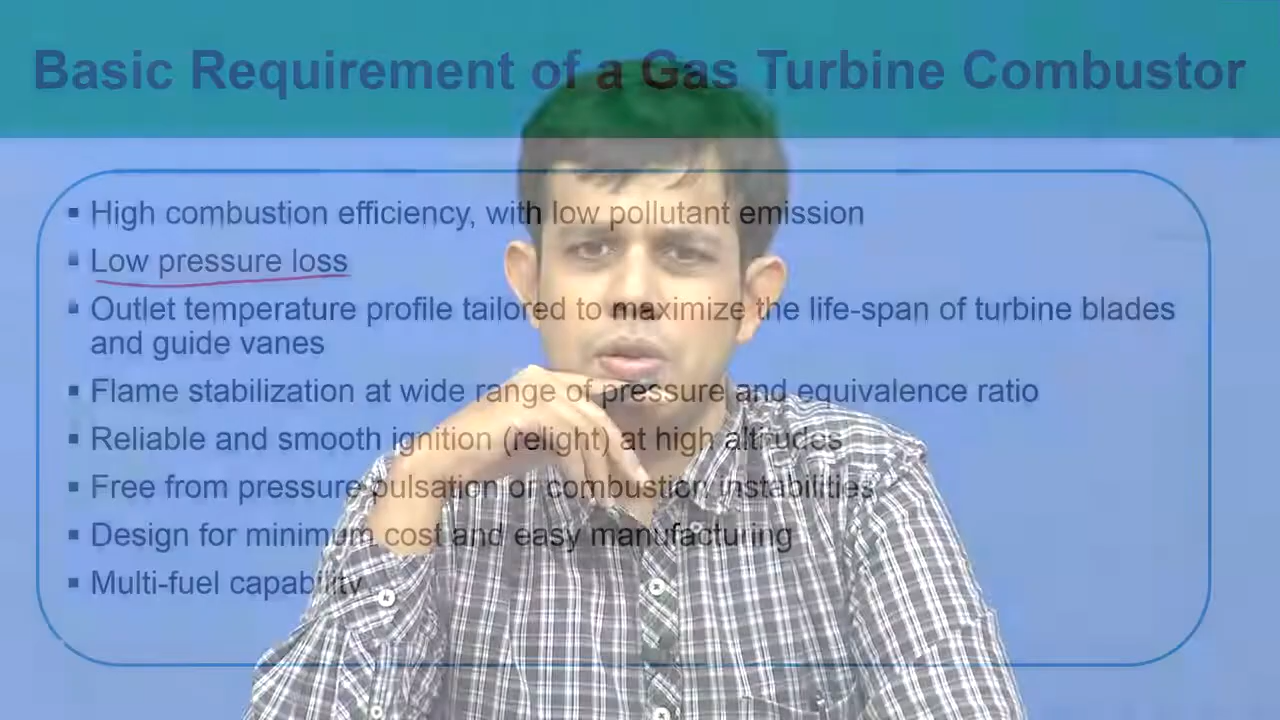 Basic Requirement of a Gas Turbine Combustor
▪ High combustion efficiency, with low pollutant emission
▪ Low pressure loss
▪ Outlet temperature profile tailored to maximize the life-span of turbine blades
and guide vanes
▪ Flame stabilization at wide range of pressure and equivalence ratio
▪ Reliable and smooth ignition (relight) at high altitudes
▪ Free from pressure pulsation or combustion instabilities
▪ Design for minimum cost and easy manufacturing
▪ Multi-fuel capability